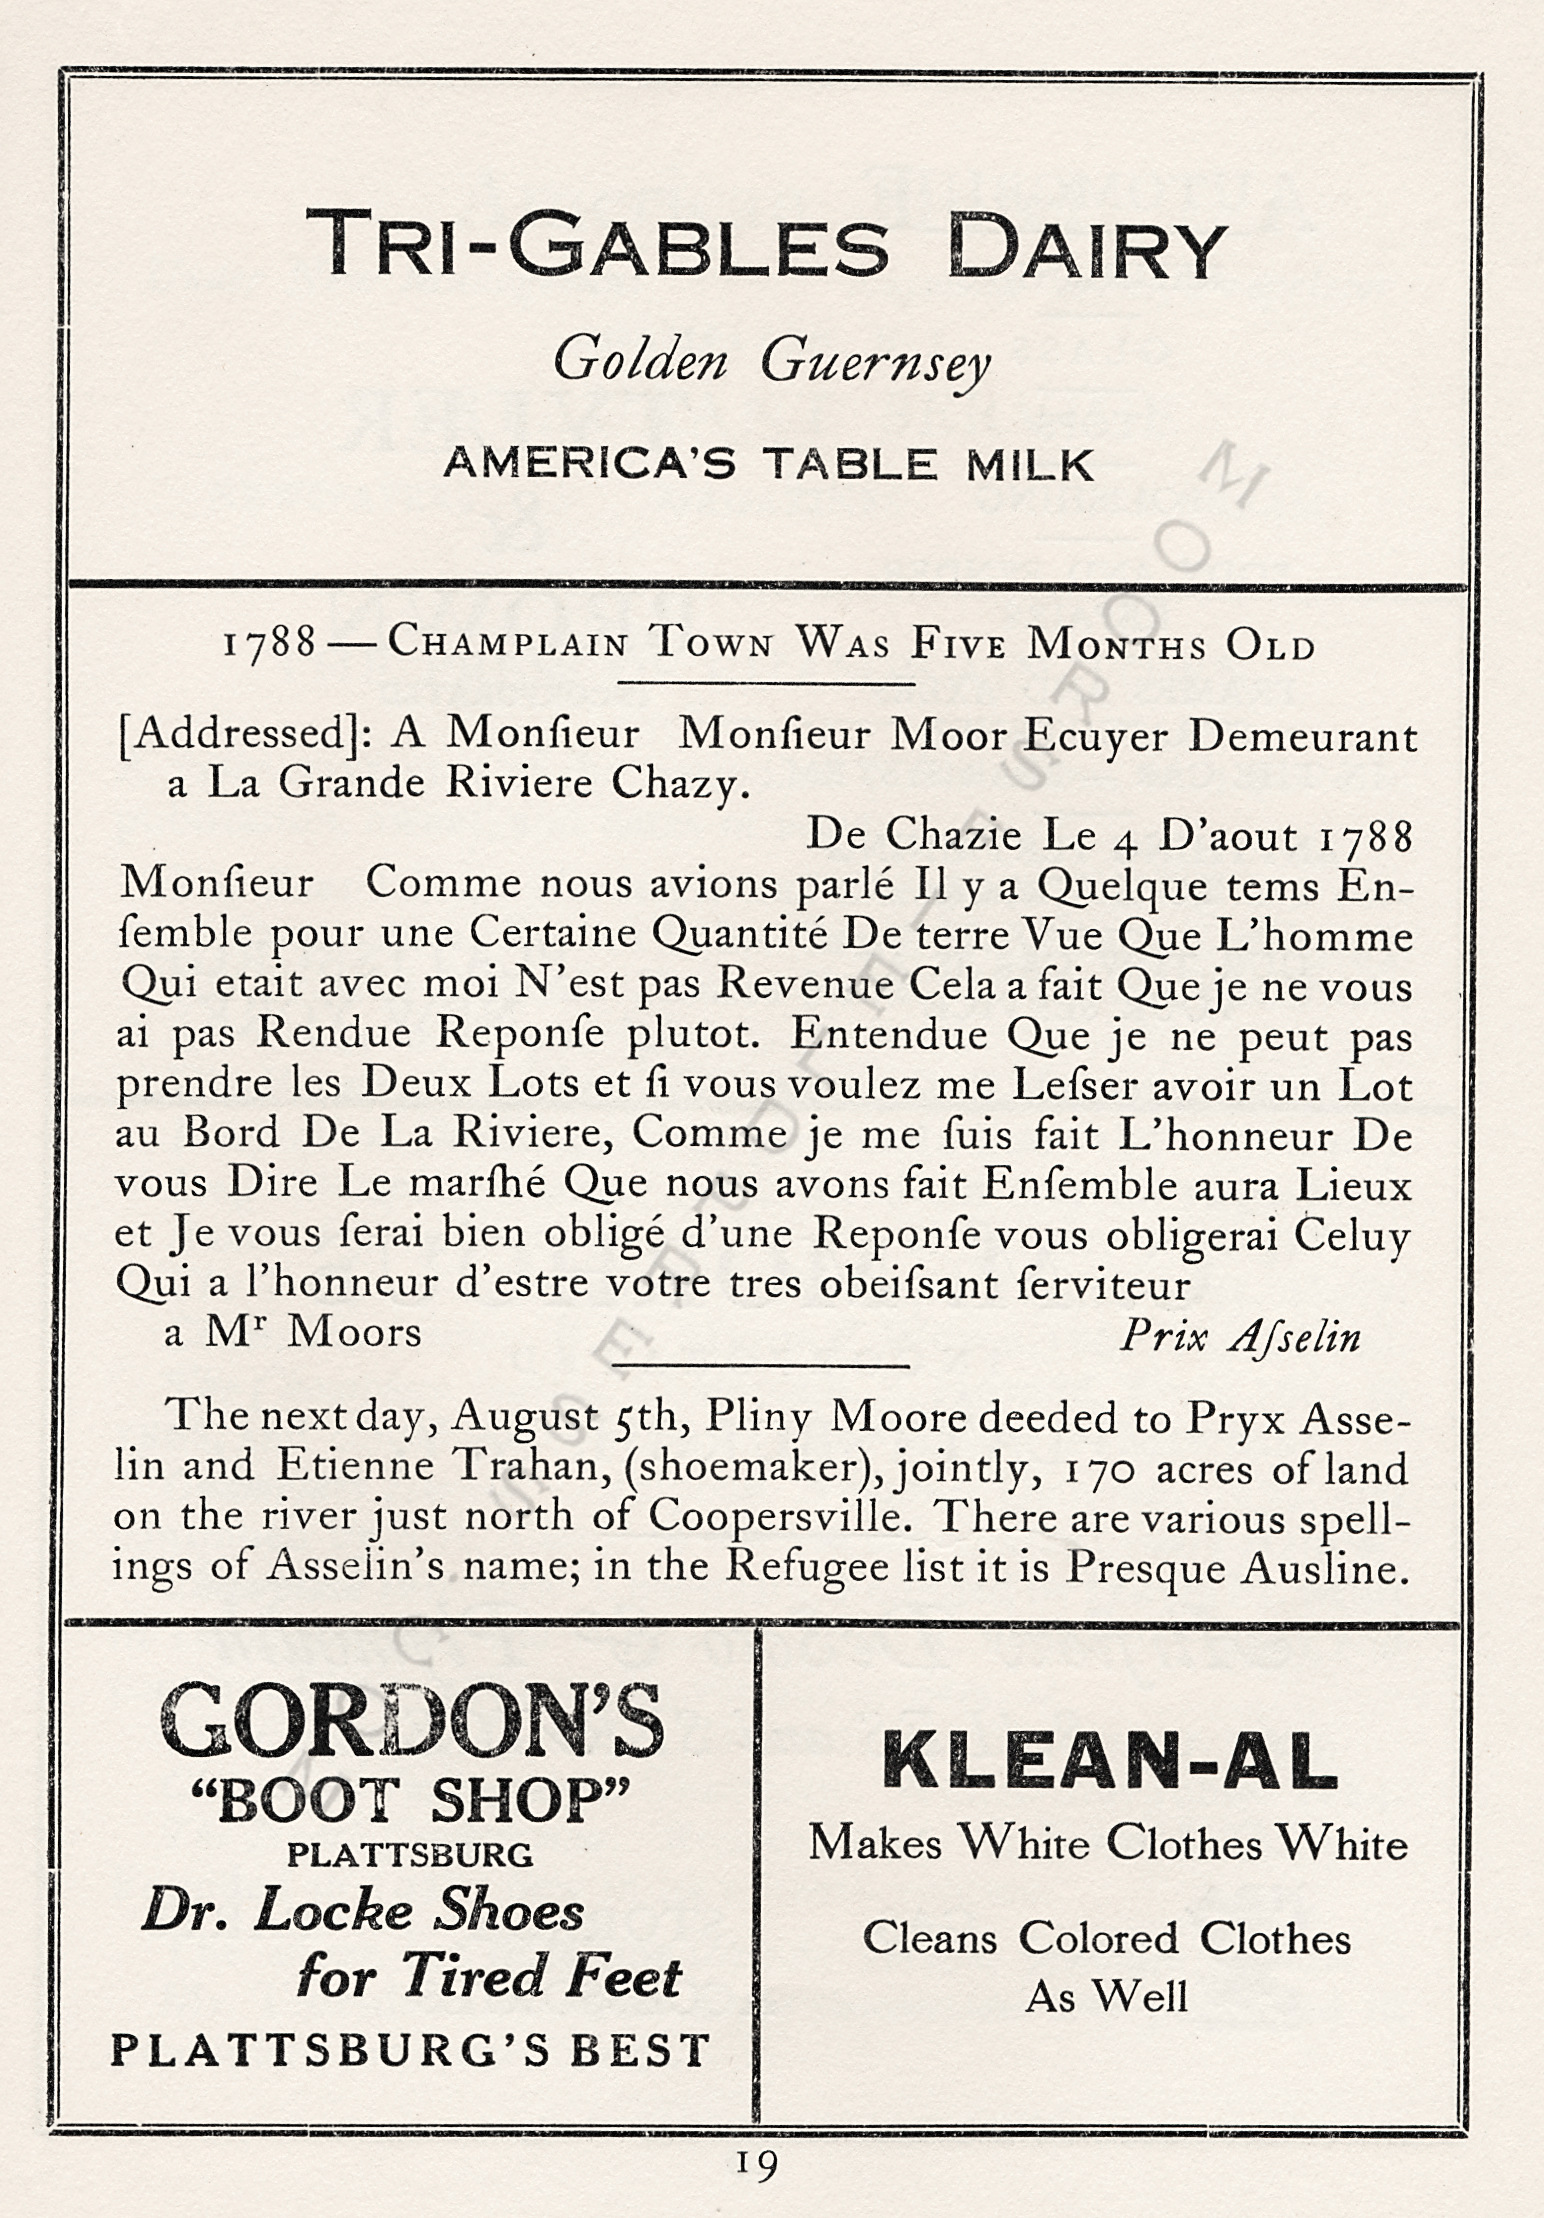 TRI-GABLES DAIRY
Golden Guernsey
AMERICA'S TABLE MILK
1788 — CHAMPLAIN TOWN WAS FIVE MONTHS OLD
[Addressed]: A Monſieur Monſieur Moor Ecuyer Demeurant
a La Grande Riviere Chazy.
De Chazie Le 4 D'aout 1788
Monſieur Comme nous avions parlé Il y a Quelque tems En-
ſemble pour une Certaine Quantité De terre Vue Que L'homme
Qui etait avec moi N'est pas Revenue Cela a fait Que je ne vous
ai pas Rendue Reponſe plutot. Entendue Que je ne peut pas
prendre les Deux Lots et ſi vous voulez me Leſser avoir un Lot
au Bord De La Riviere, Comme je me ſuis fait L'honneur De
vous Dire Le marſhé Que nous avons fait Enſemble aura Lieux
et Je vous ſerai bien obligé d'une Reponſe vous obligerai Celuy
Qui a l'honneur d'estre votre tres obeiſsant ſerviteur
a Mr Moors Prix Aſselin
The next day, August 5th, Pliny Moore deeded to Pryx Asse-
lin and Etienne Trahan, (shoemaker), jointly, 170 acres of land
on the river just north of Coopersville. There are various spell-
ings of Asselin's name; in the Refugee list it is Presque Ausline.
GORDON'S
"BOOT SHOP"
PLATTSBURG
Dr. Locke Shoes
for Tired Feet
PLATTSBURG'S BEST
KLEAN-AL
Makes White Clothes White
Cleans Colored Clothes
As Well
19